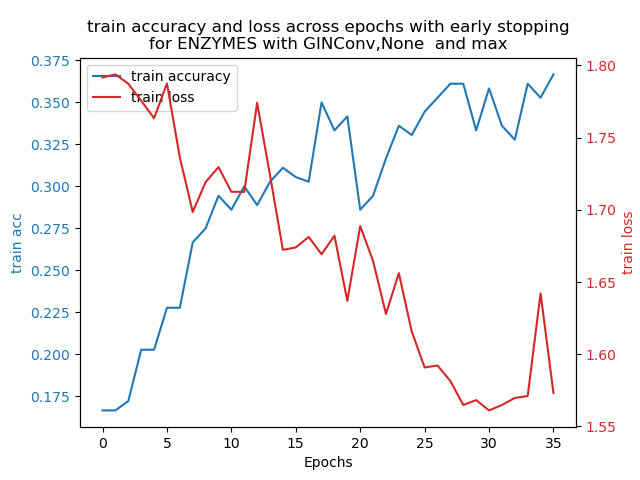 train accuracy and loss across epochs with early stopping
for ENZYMES with GINConv,None  and max
train accuracy
train loss
train acc
0.375
0.350
0.325
0.300
0.275
0.250
0.225
0.200
0.175
1.80
1.75
1.70
1.65
1.60
1.55
train loss
0 5 10 15 20 25 30 35
Epochs